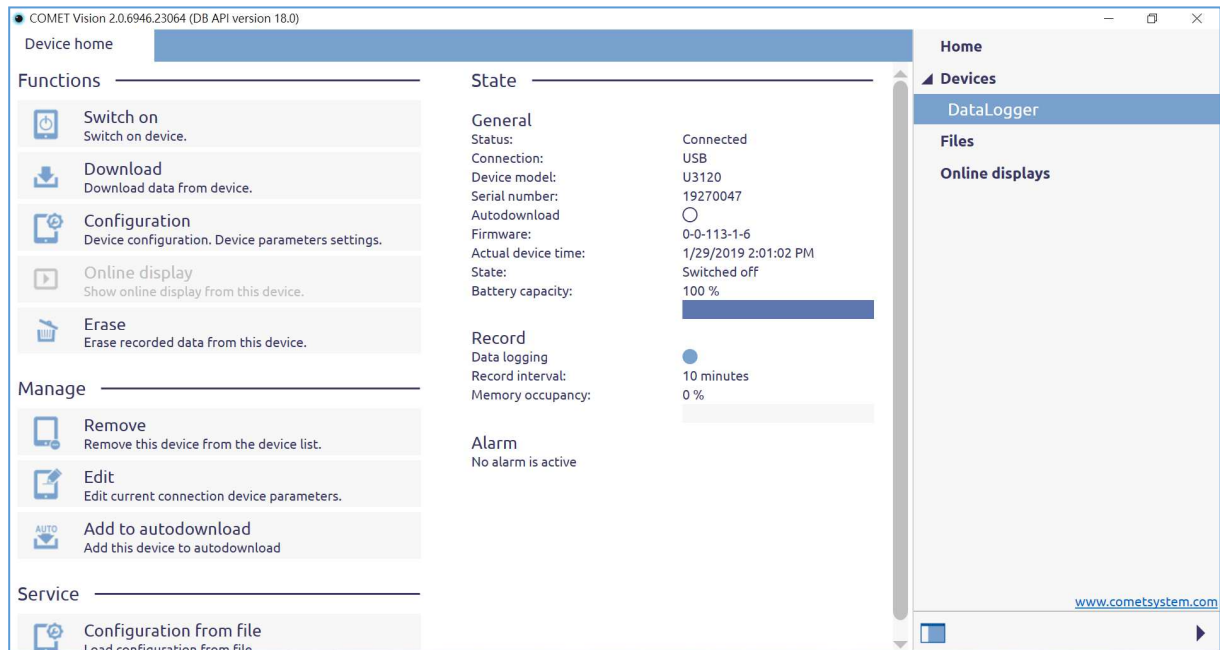 COMET Vision 2.0.6946.23064 (DB API version 18.0)
Device home
Functions
Switch on
Switch on device.
Download
Download data from device.
Configuration
Device configuration. Device parameters settings.
Online display
Show online display from this device.
Erase
Erase recorded data from this device.
Manage
Remove
Remove this device from the device list.
Edit
Edit current connection device parameters.
AUTO
Add to autodownload
Add this device to autodownload
Service
Configuration from file
Load configuration from file
State
General
Status: Connected
Connection: USB
Device model: U3120
Serial number: 19270047
Autodownload
Firmware: 0-0-113-1-6
Actual device time: 1/29/2019 2:01:02 PM
State: Switched off
Battery capacity: 100 %
Record
Data logging
Record interval: 10 minutes
Memory occupancy: 0 %
Alarm
No alarm is active
Home
Devices
DataLogger
Files
Online displays
www.cometsystem.com